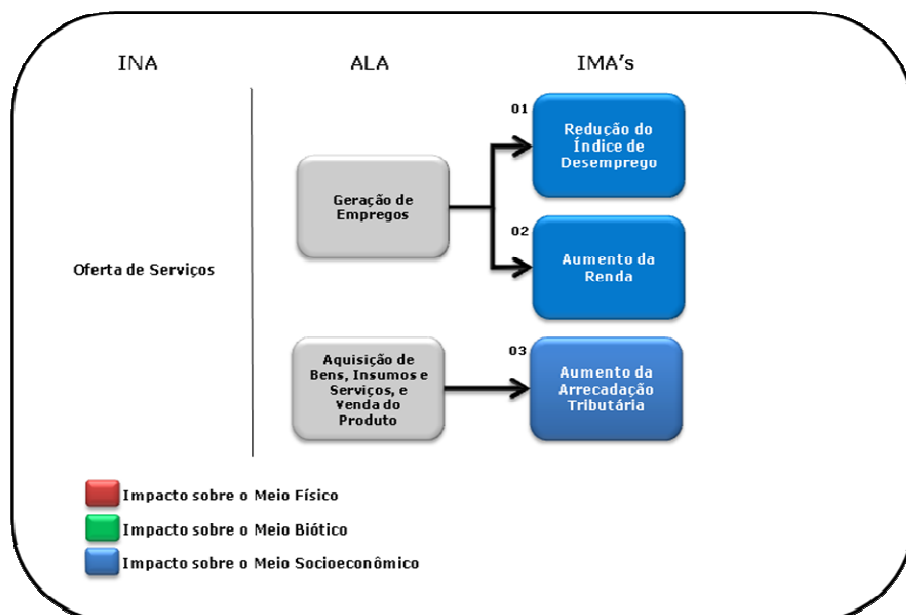 INA
ALA
IMA's
01
Redução do
Índice de
Desemprego
Geração de
Empregos
02
Aumento da
Renda
Oferta de Serviços
03
Aquisição de
Bens, Insumos e
Serviços, e
Venda do
Produto
Aumento da
Arrecadação
Tributária
Impacto sobre o Meio Físico
Impacto sobre o Meio Biótico
Impacto sobre o Meio Socioeconômico